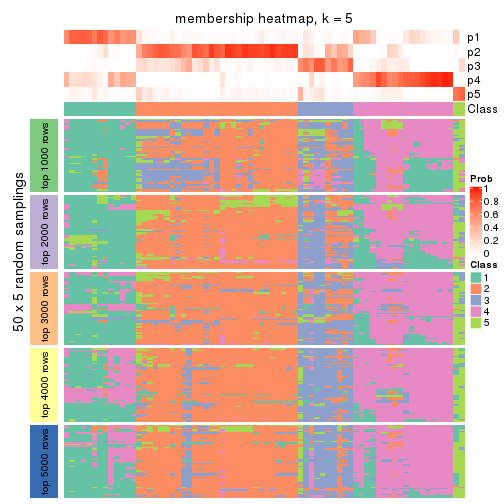 membership heatmap, k = 5
p1
p2
p3
p4
p5
Class
50 x 5 random samplings
top 1000 rows
top 2000 rows
top 3000 rows
top 4000 rows
top 5000 rows
Prob
1
0.8
0.6
0.4
0.2
0
Class
1
2
3
4
5